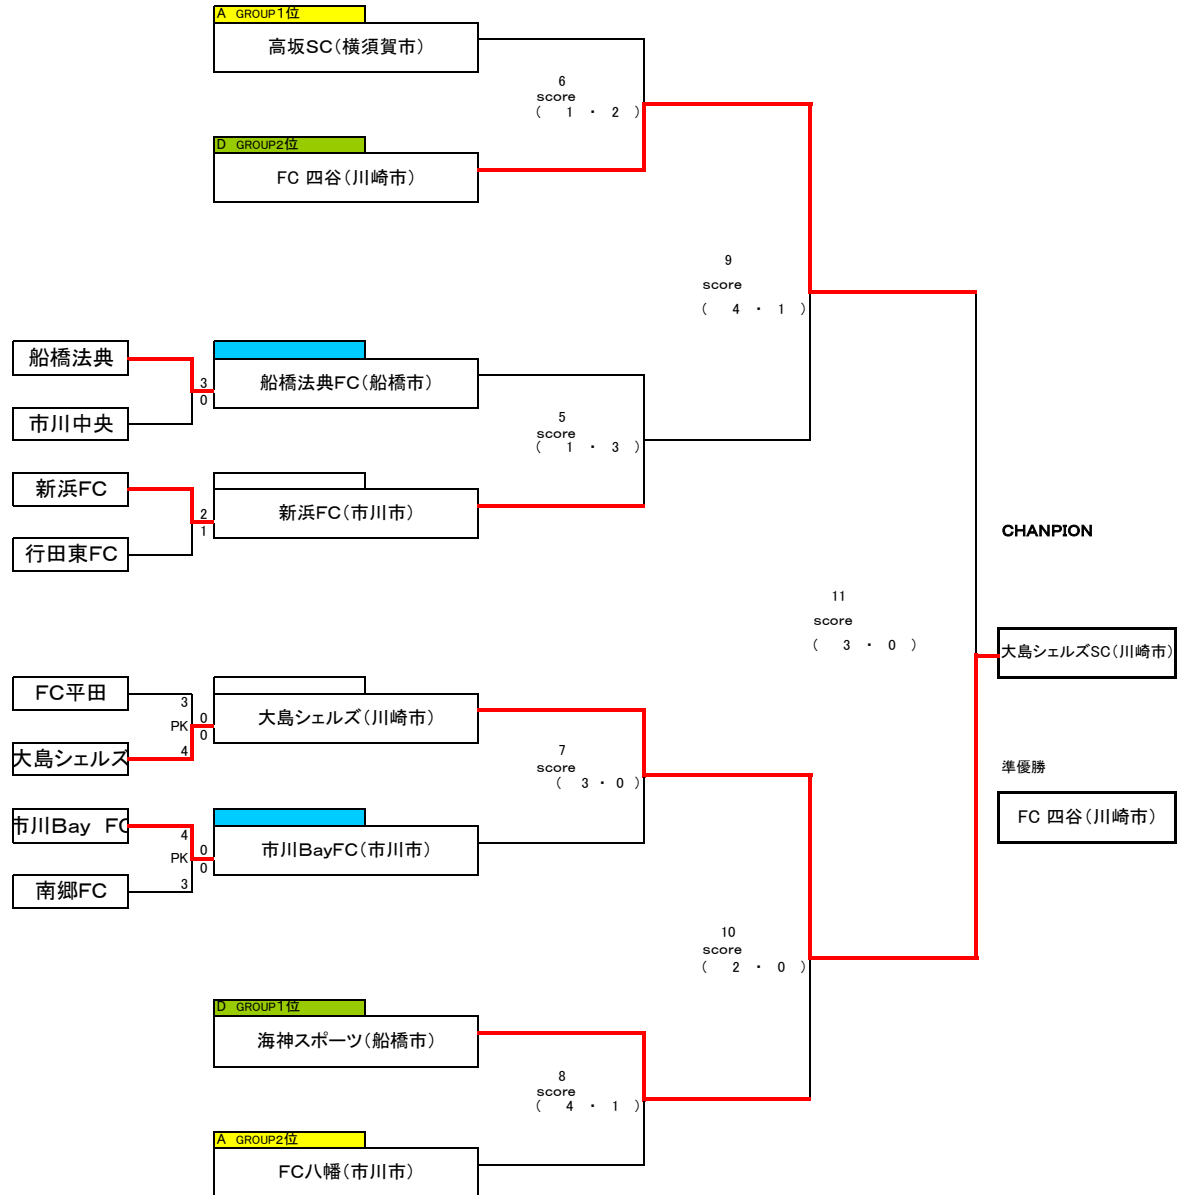 A GROUP1位
高坂SC(横須賀市)
6
score
( 1 ・ 2 )
D GROUP2位
FC 四谷(川崎市)
9
score
( 4 ・ 1 )
船橋法典
3
0
市川中央
船橋法典FC(船橋市)
5
score
( 1 ・ 3 )
新浜FC
2
1
行田東FC
新浜FC(市川市)
CHANPION
11
score
( 3 ・ 0 )
大島シェルズSC(川崎市)
FC平田
3
PK
4
0
0
大島シェルズ
大島シェルズ(川崎市)
7
score
( 3 ・ 0 )
準優勝
FC 四谷(川崎市)
市川Bay FC
4
PK
3
0
0
南郷FC
市川BayFC(市川市)
10
score
( 2 ・ 0 )
D GROUP1位
海神スポーツ(船橋市)
8
score
( 4 ・ 1 )
A GROUP2位
FC八幡(市川市)